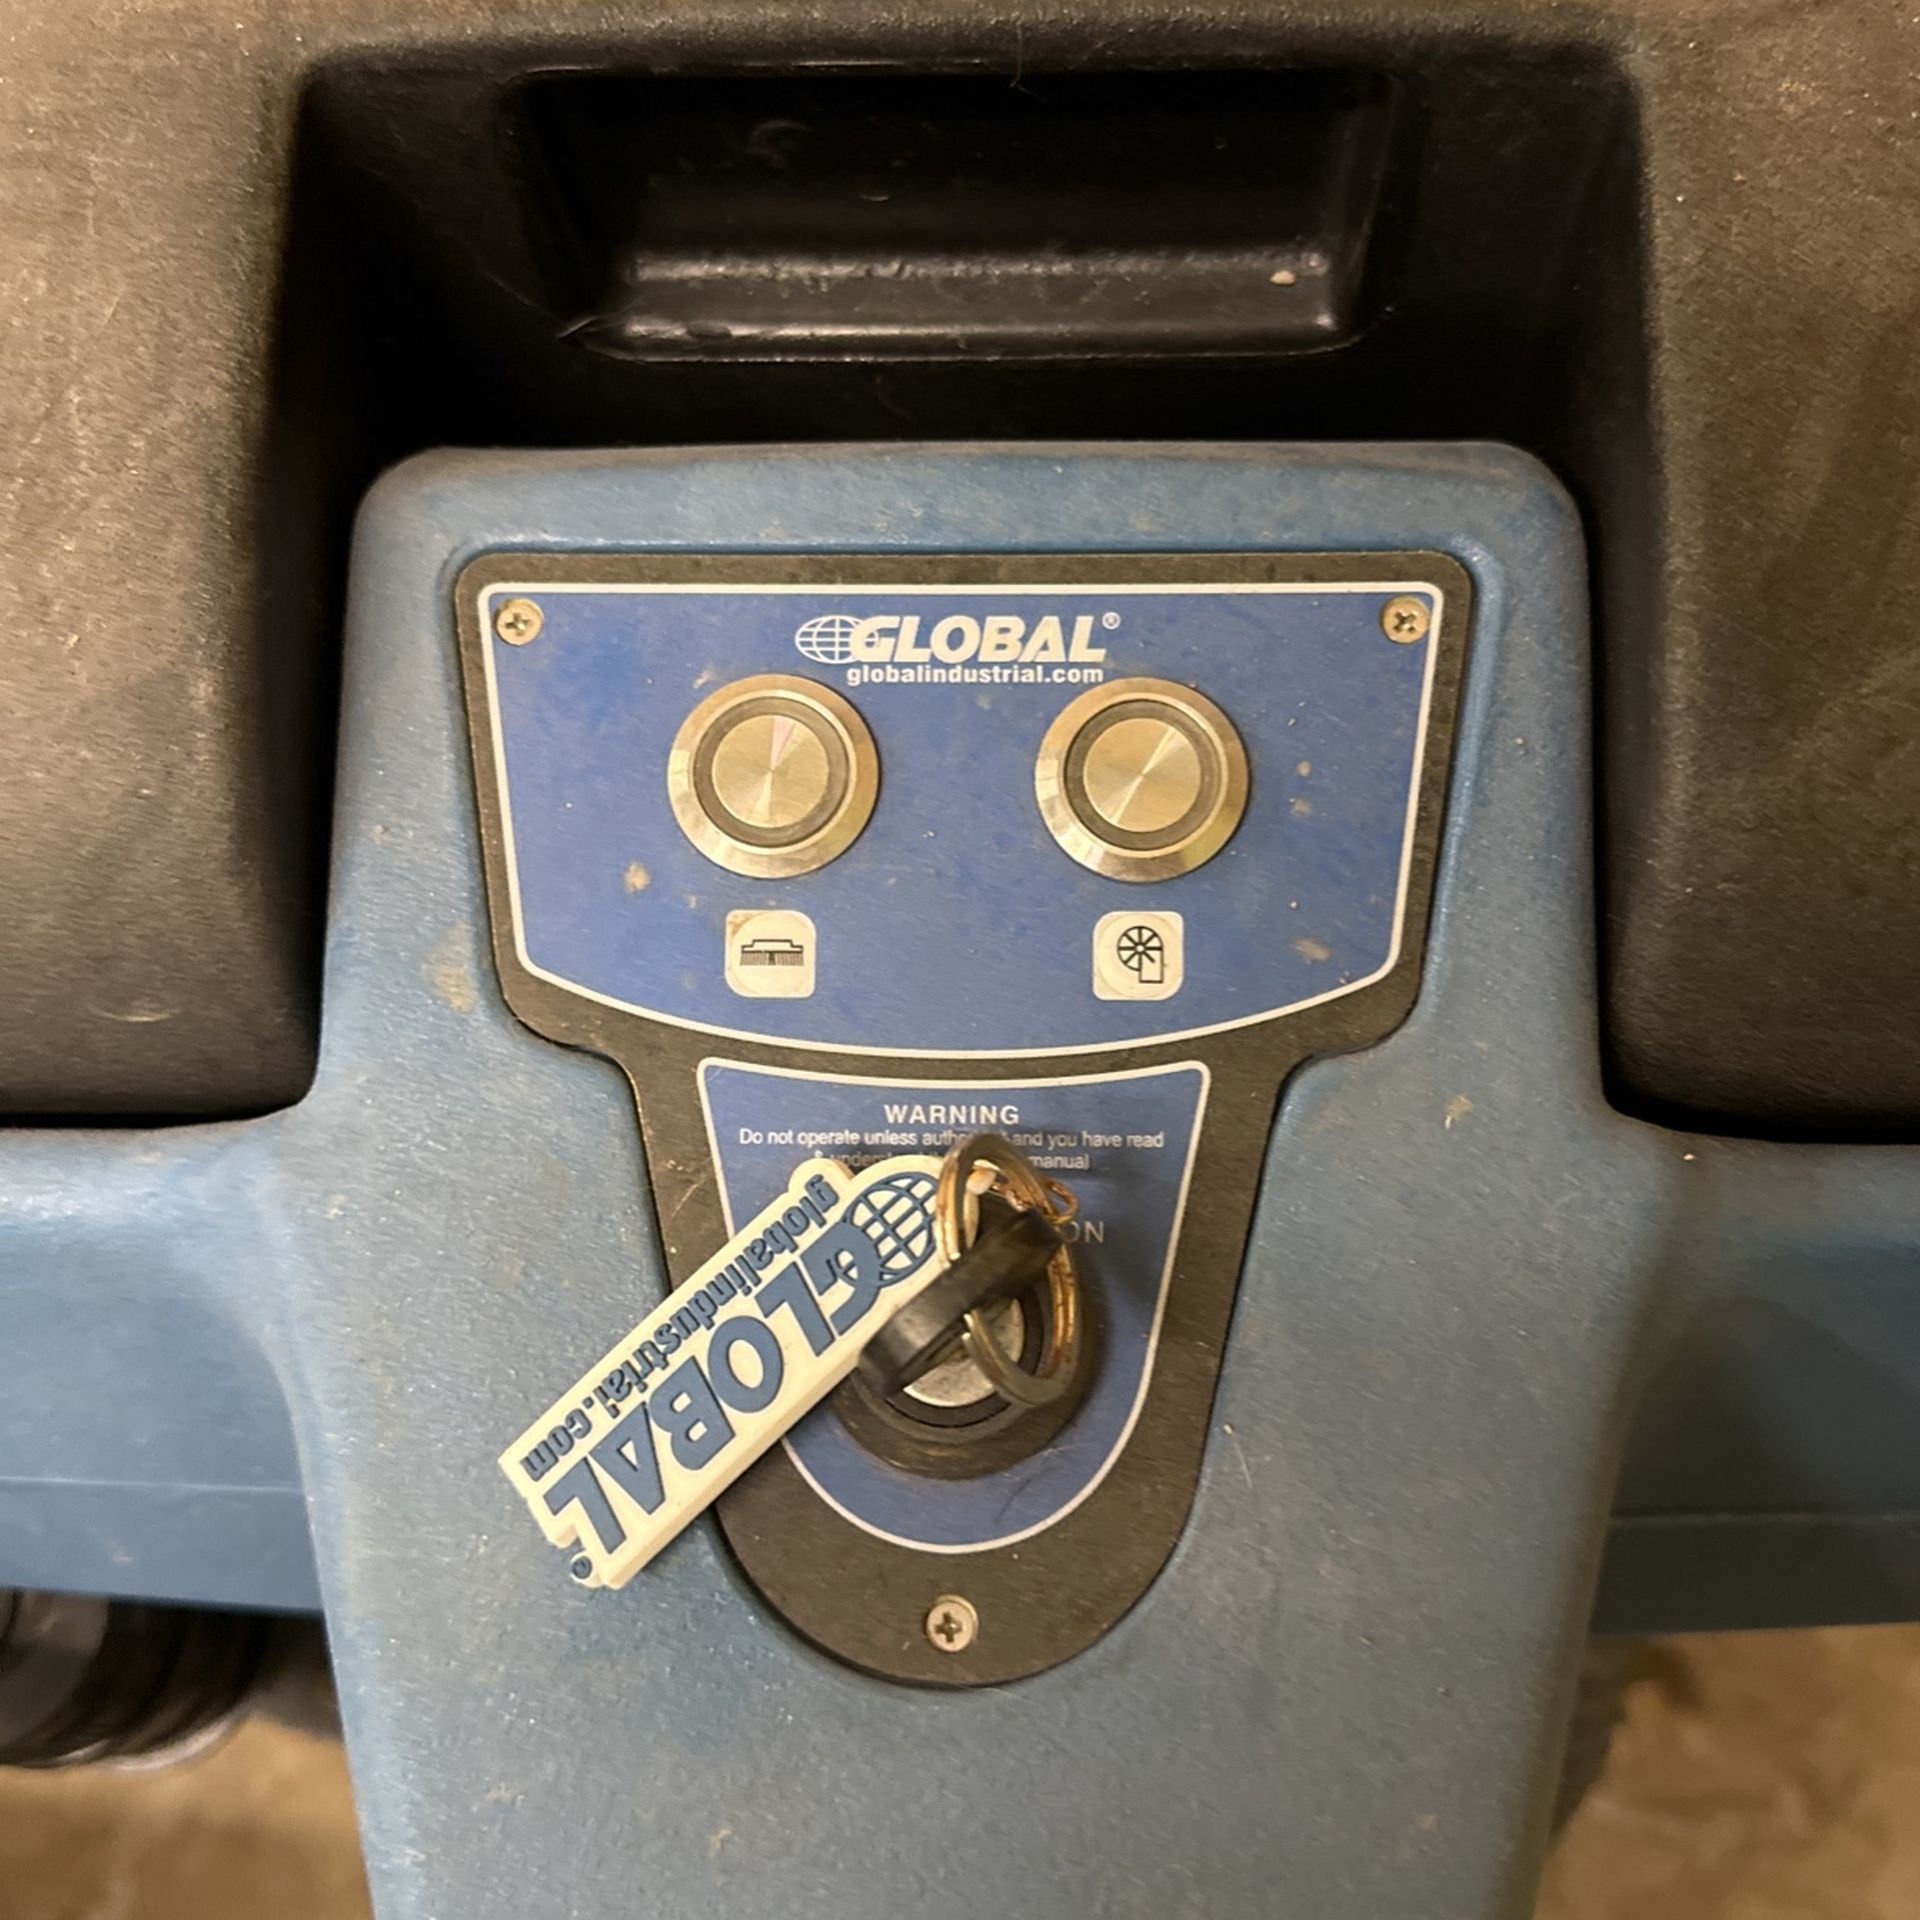 GLOBAL®
globalindustrial.com
WARNING
Do not operate unless and you have read
manual
ON
GLOBAL®
globalindustrial.com